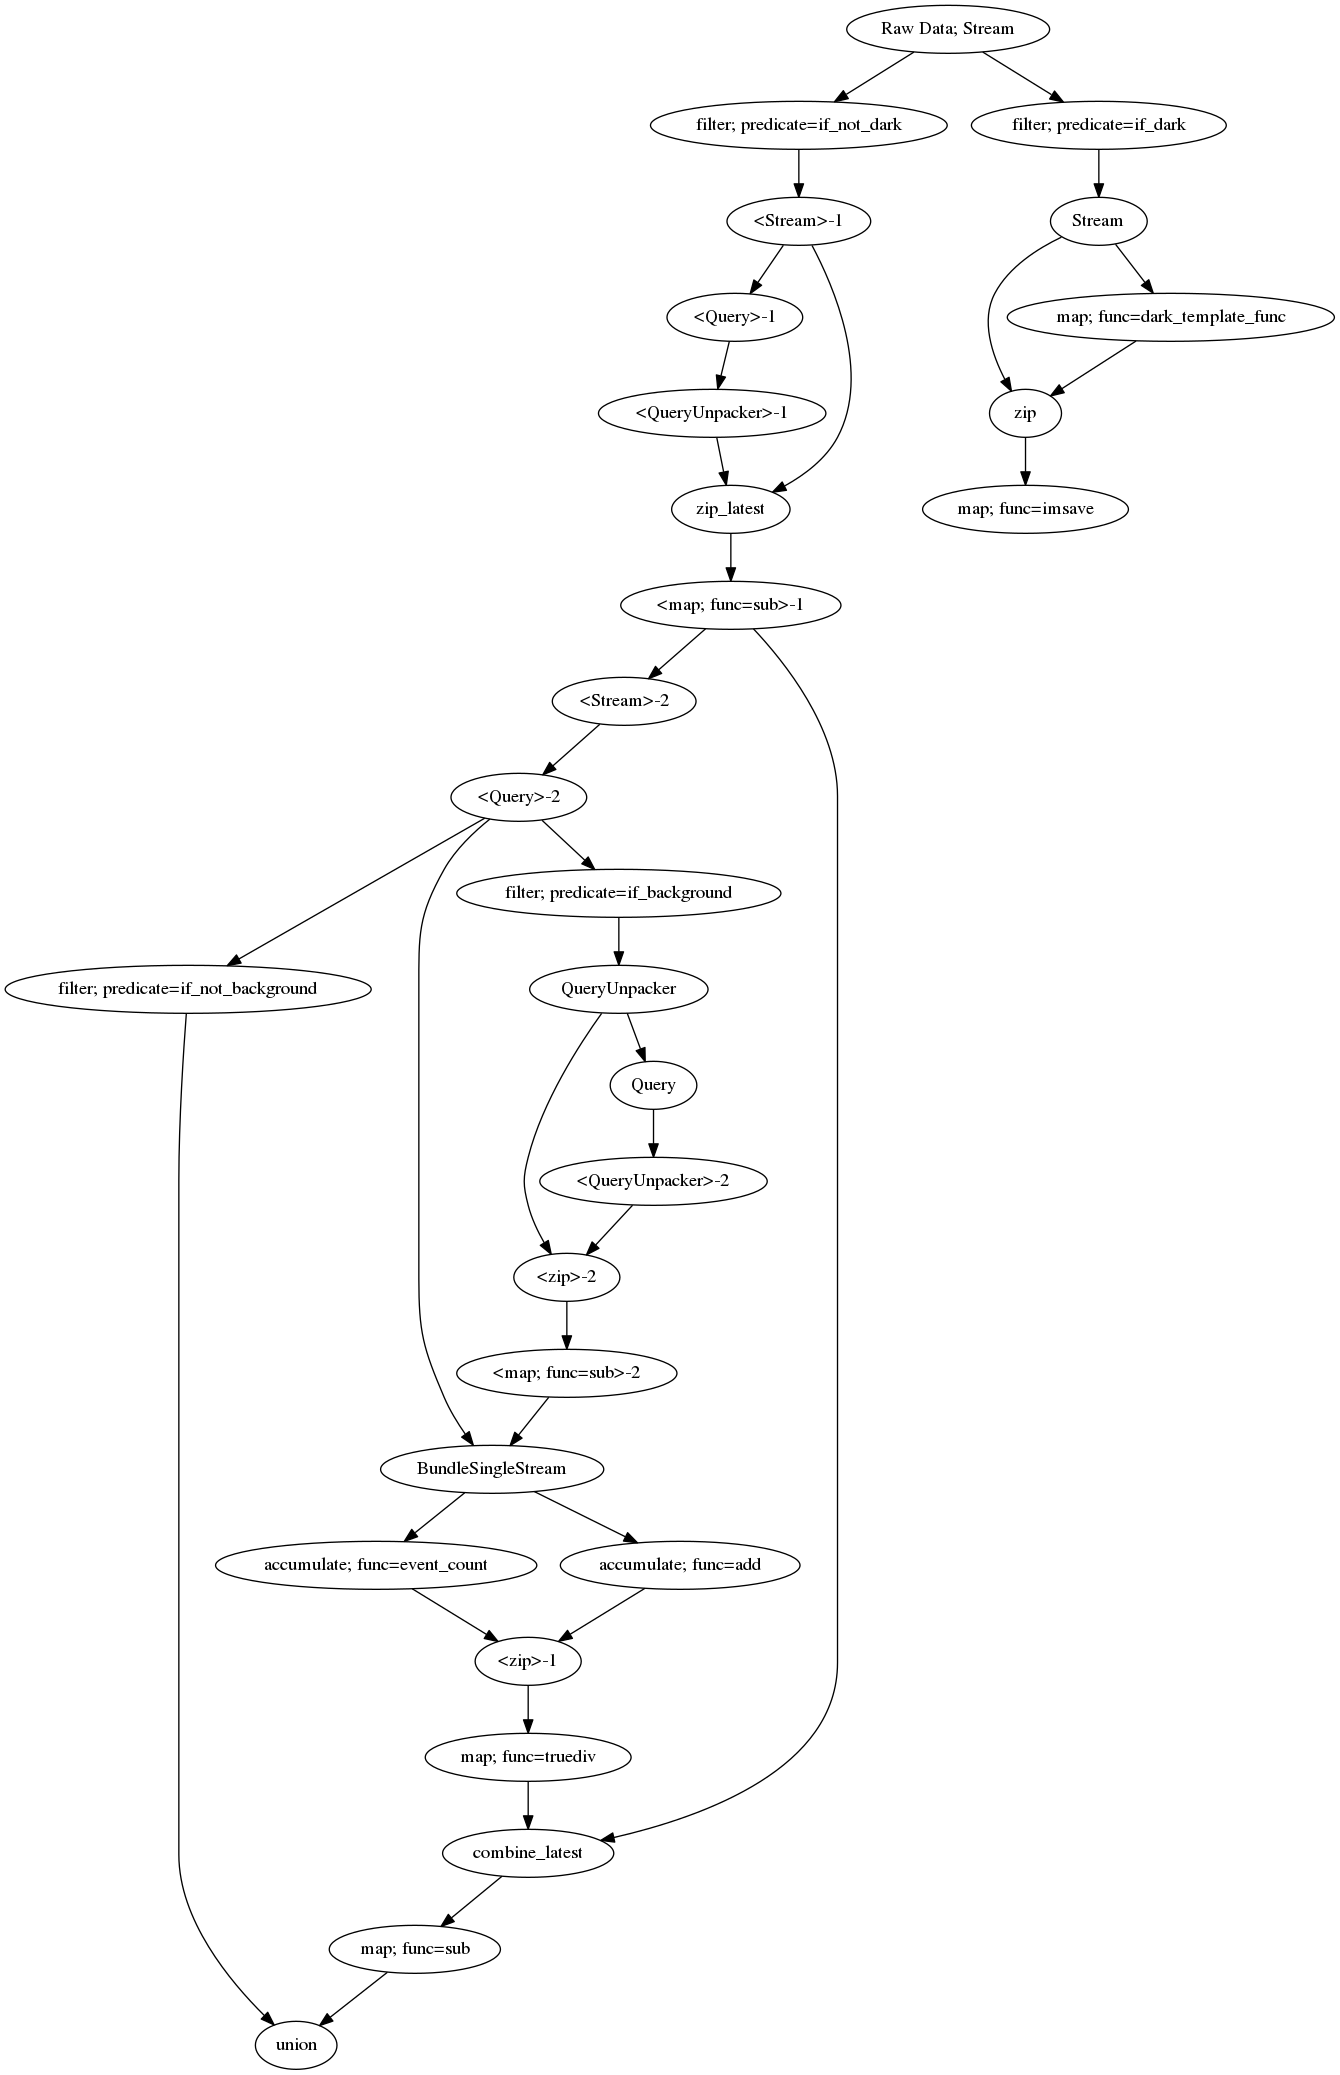 Raw Data; Stream
filter; predicate=if_not_dark
filter; predicate=if_dark
<Stream>-1
Stream
<Query>-1
map; func=dark_template_func
<QueryUnpacker>-1
zip
zip_latest
map; func=imsave
<map; func=sub>-1
<Stream>-2
<Query>-2
filter; predicate=if_background
filter; predicate=if_not_background
QueryUnpacker
Query
<QueryUnpacker>-2
<zip>-2
<map; func=sub>-2
BundleSingleStream
accumulate; func=event_count
accumulate; func=add
<zip>-1
map; func=truediv
combine_latest
map; func=sub
union